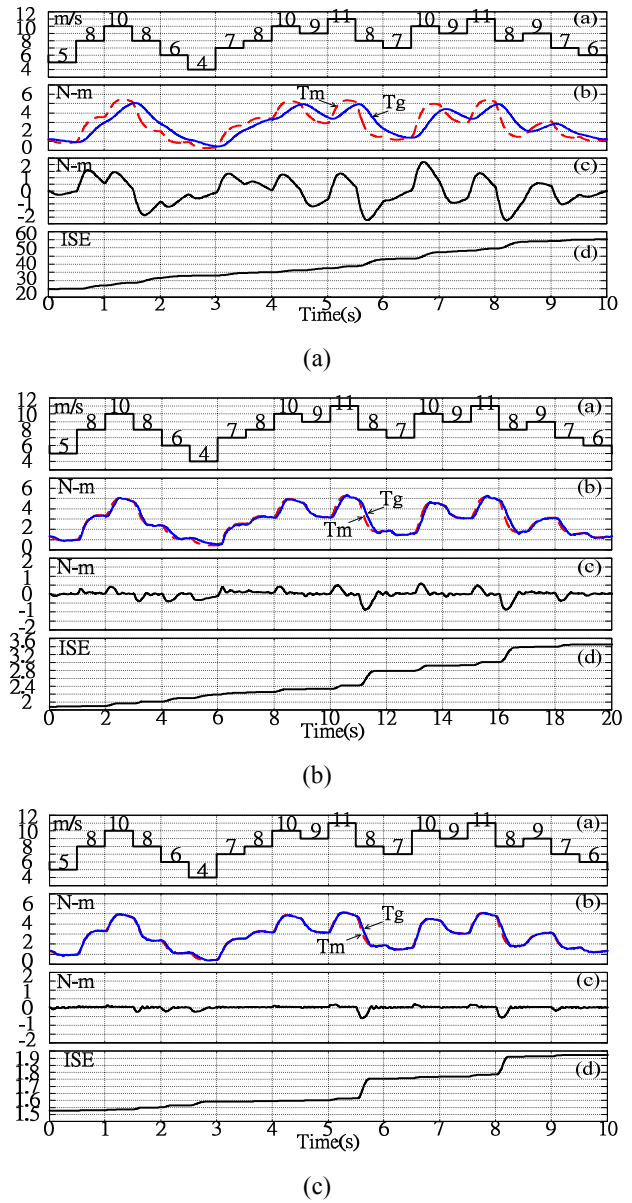 12 m/s (a)
10
8
6
4
5 8 10 8 6 4 7 8 10 9 11 8 7 10 9 11 8 9 7 6
6 N-m (b)
4
2
0
Tm Tg
2 N-m (c)
1
0
-1
-2
60 ISE (d)
50
40
30
20
0 1 2 3 4 5 6 7 8 9 10
Time(s)
(a)
12 m/s (a)
10
8
6
4
5 8 10 8 6 4 7 8 10 9 11 8 7 10 9 11 8 9 7 6
6 N-m (b)
4
2
0
Tg
Tm
2 N-m (c)
1
0
-1
-2
3.6 ISE (d)
3.2
2.8
2.4
2
0 2 4 6 8 10 12 14 16 18 20
Time(s)
(b)
12 m/s (a)
10
8
6
4
5 8 10 8 6 4 7 8 10 9 11 8 7 10 9 11 8 9 7 6
6 N-m (b)
4
2
0
Tg
Tm
2 N-m (c)
1
0
-1
-2
1.9 ISE (d)
1.8
1.7
1.6
1.5
0 1 2 3 4 5 6 7 8 9 10
Time(s)
(c)